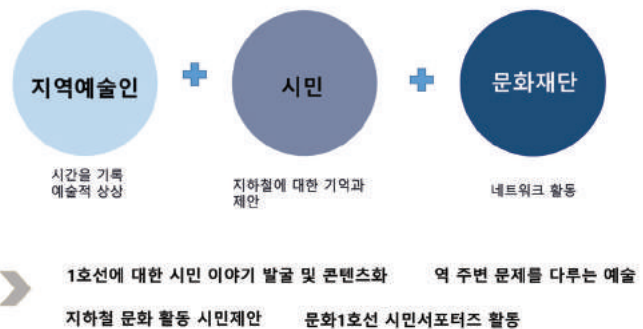 지역예술인
시민
문화재단
시간을 기록
예술적 상상
지하철에 대한 기억과
제안
네트워크 활동
1호선에 대한 시민 이야기 발굴 및 콘텐츠화
역 주변 문제를 다루는 예술
지하철 문화 활동 시민제안
문화1호선 시민서포터즈 활동